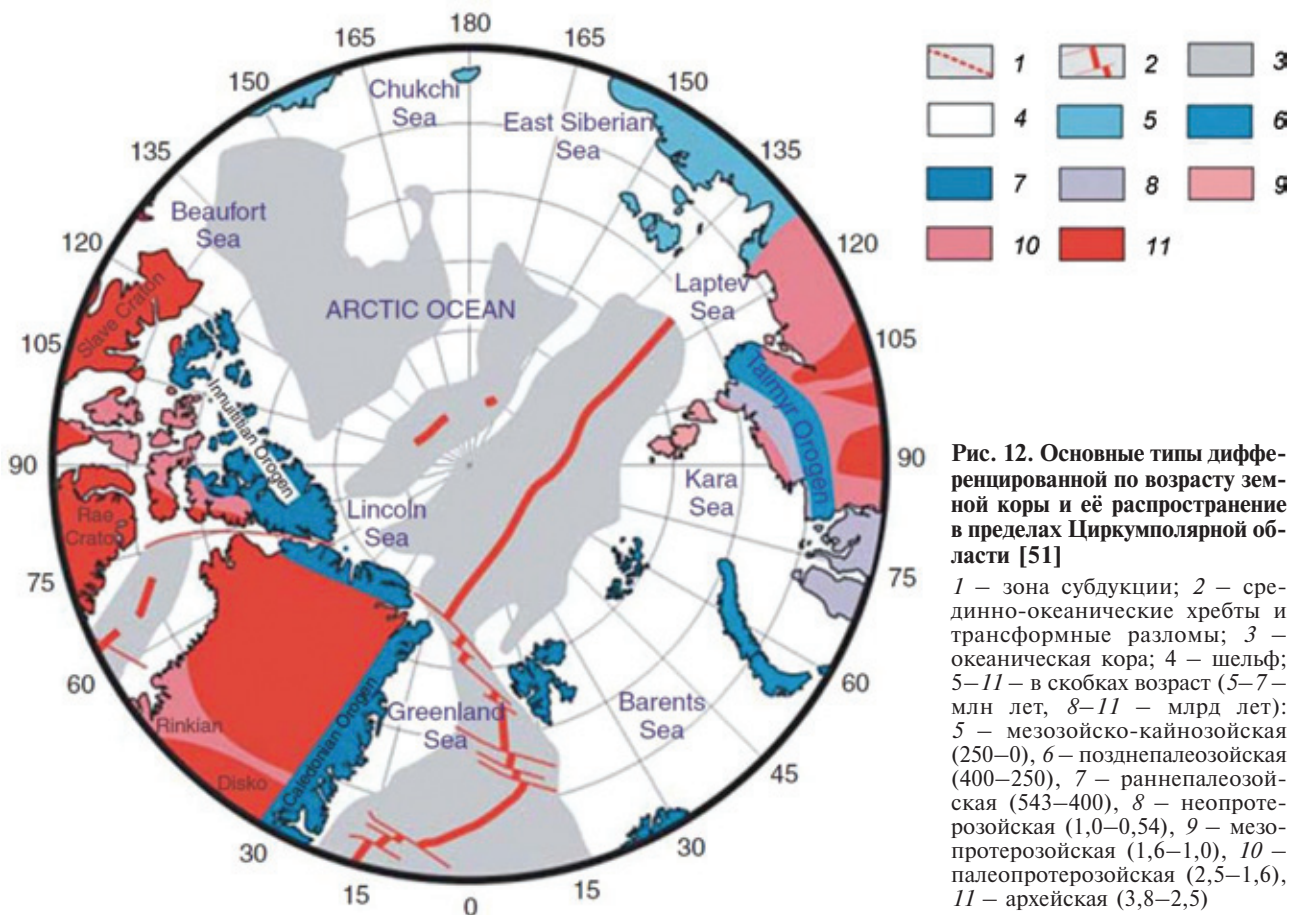 180
165
165
150
150
135
135
120
120
105
105
90
90
75
75
60
60
45
30
30
15
15
0
Chukchi
Sea
East Siberian
Sea
Beaufort
Sea
Laptev
Sea
ARCTIC OCEAN
Slave Craton
Innuitian Orogen
Taimyr Orogen
Lincoln
Sea
Kara
Sea
Rae
Craton
Rinkian
Disko
Caledonian Orogen
Greenland
Sea
Barents
Sea
1 2 3
4 5 6
7 8 9
10 11
Рис. 12. Основные типы диффе-
ренцированной по возрасту зем-
ной коры и её распространение
в пределах Циркумполярной об-
ласти [51]
1 – зона субдукции; 2 – сре-
динно-океанические хребты и
трансформные разломы; 3 –
океаническая кора; 4 – шельф;
5–11 – в скобках возраст (5–7 –
млн лет, 8–11 – млрд лет):
5 – мезозойско-кайнозойская
(250–0), 6 – позднепалеозойская
(400–250), 7 – раннепалеозой-
ская (543–400), 8 – неопроте-
розойская (1,0–0,54), 9 – мезо-
протерозойская (1,6–1,0), 10 –
палеопротерозойская (2,5–1,6),
11 – архейская (3,8–2,5)